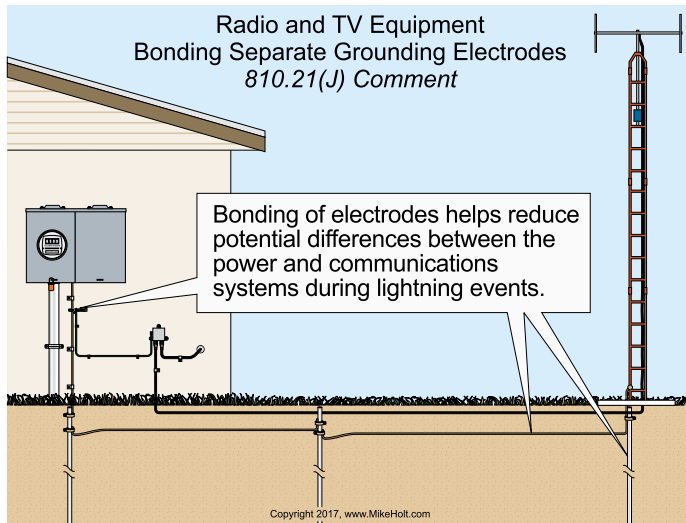 Radio and TV Equipment
Bonding Separate Grounding Electrodes
810.21(J) Comment
Bonding of electrodes helps reduce
potential differences between the
power and communications
systems during lightning events.
Copyright 2017, www.MikeHolt.com